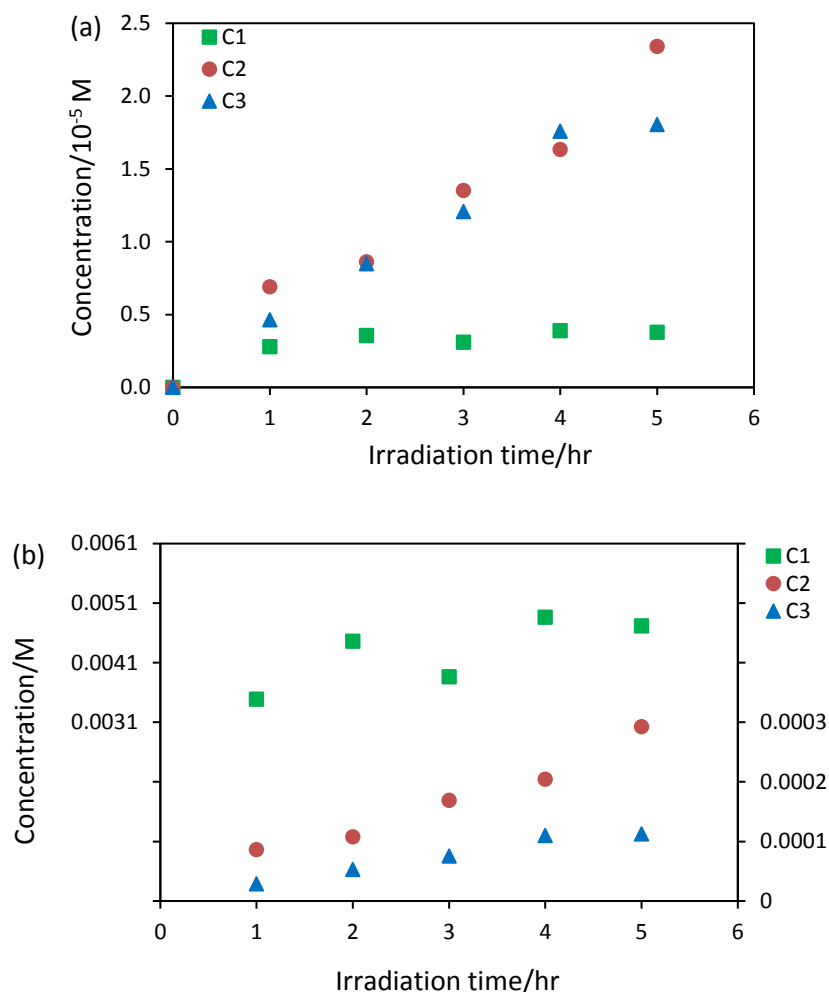 (a)
C1
C2
C3
2.5
2.0
1.5
1.0
0.5
0.0
Concentration/10⁻⁵ M
0 1 2 3 4 5 6
Irradiation time/hr
(b)
0.0061
0.0051
0.0041
0.0031
Concentration/M
C1
C2
C3
0.0003
0.0002
0.0001
0
0 1 2 3 4 5 6
Irradiation time/hr